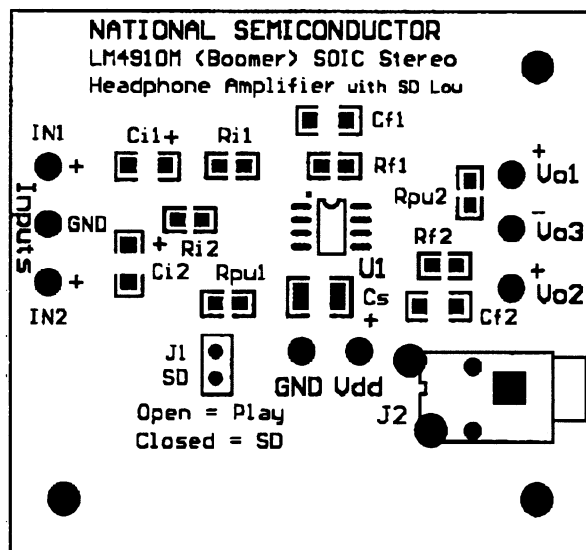 NATIONAL SEMICONDUCTOR
LM4910M (Boomer) SOIC Stereo
Headphone Amplifier with SD Low
Cf1
IN1
Ci1+
Ri1
Rf1
+
+
Vo1
Rpu2
Inputs
GND
Ri2
-
Vo3
Rf2
+
Ci2
U1
+
Vo2
+
IN2
Rpu1
Cs
+
Cf2
J1
SD
GND Vdd
J2
Open = Play
Closed = SD